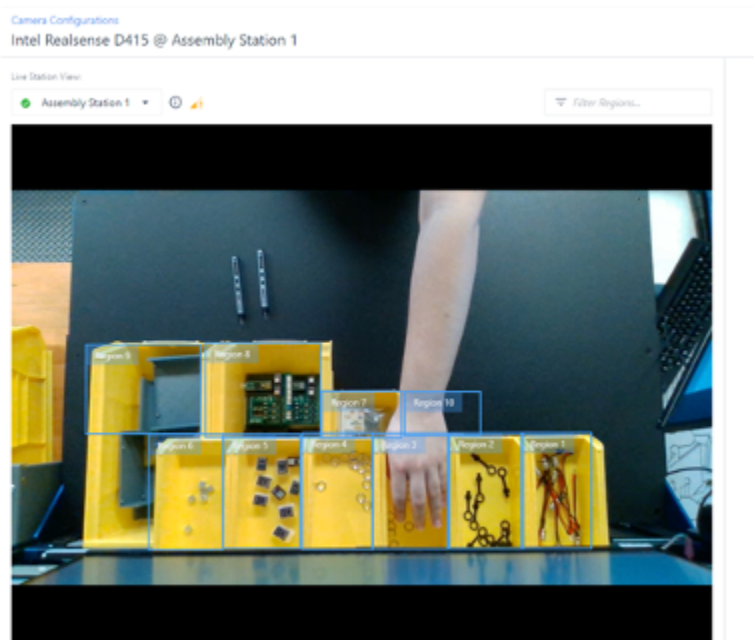 Camera Configurations
Intel Realsense D415 @ Assembly Station 1
Live Station View:
Assembly Station 1
Filter Regions...
Region 9
Region 8
Region 7
Region 10
Region 6
Region 5
Region 4
Region 3
Region 2
Region 1